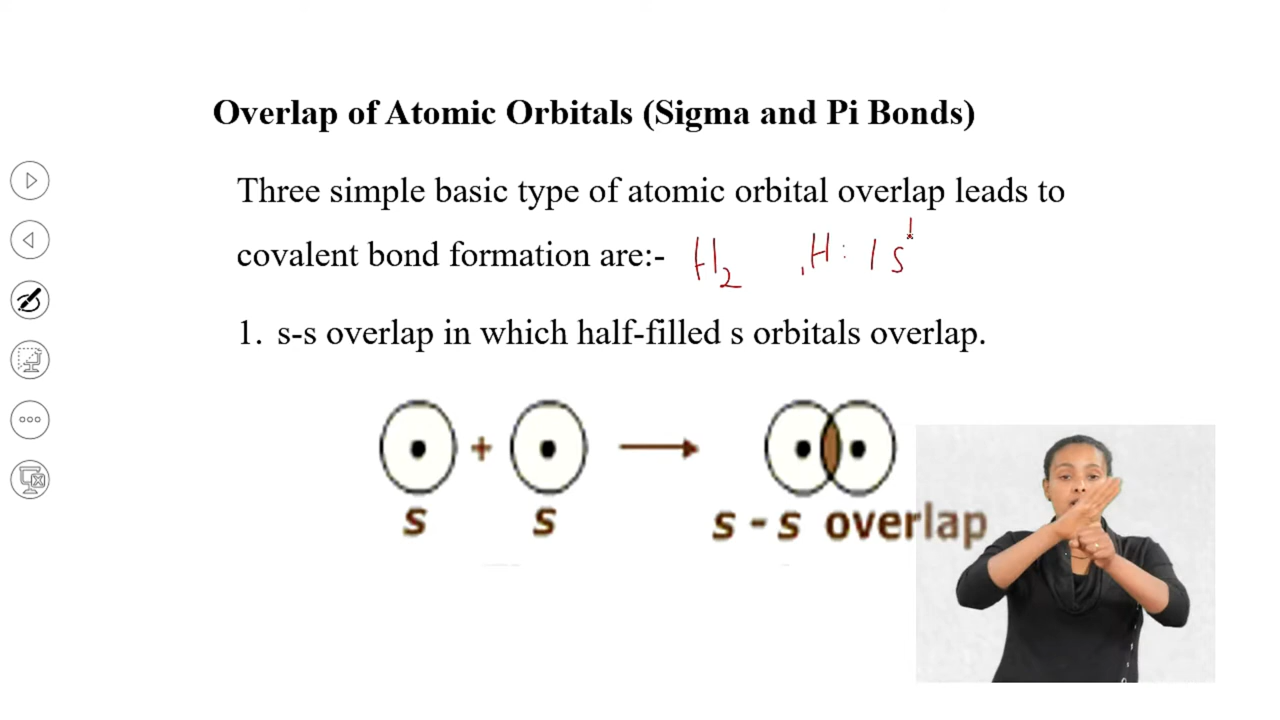 Overlap of Atomic Orbitals (Sigma and Pi Bonds)
Three simple basic type of atomic orbital overlap leads to
covalent bond formation are:- H₂ ₁H: 1s¹
1. s-s overlap in which half-filled s orbitals overlap.
s + s s - s overlap